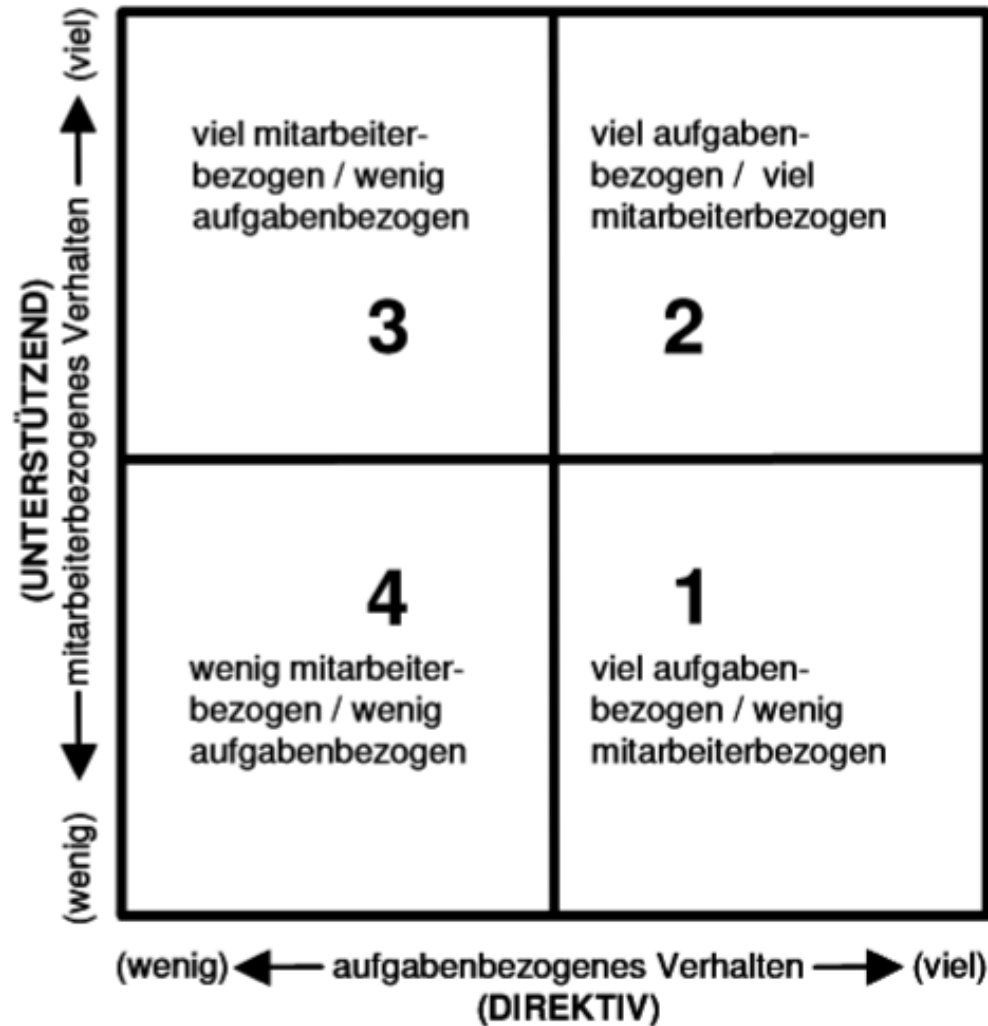 (UNTERSTÜTZEND)
(wenig) mitarbeiterbezogenes Verhalten (viel)
viel mitarbeiter-
bezogen / wenig
aufgabenbezogen
3
viel aufgaben-
bezogen / viel
mitarbeiterbezogen
2
4
wenig mitarbeiter-
bezogen / wenig
aufgabenbezogen
1
viel aufgaben-
bezogen / wenig
mitarbeiterbezogen
(wenig) aufgabenbezogenes Verhalten (viel)
(DIREKTIV)